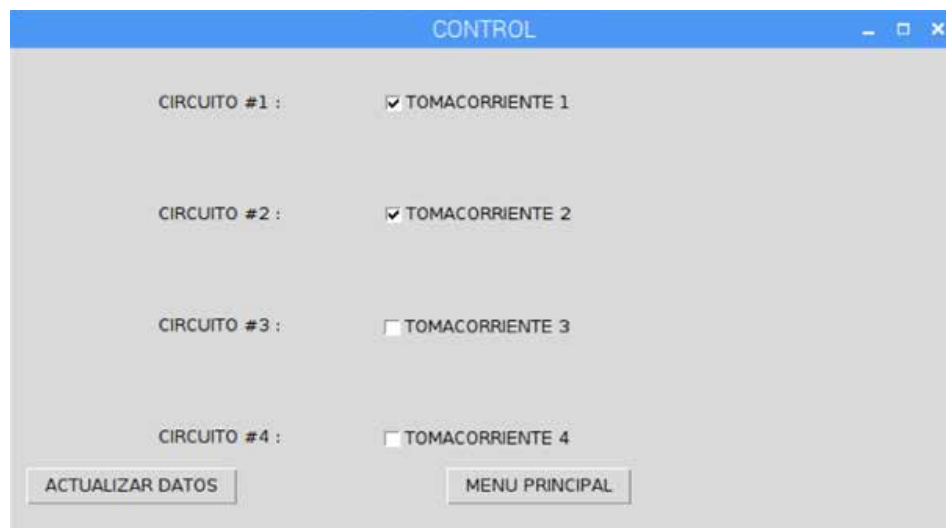 CONTROL
CIRCUITO #1 : TOMACORRIENTE 1
CIRCUITO #2 : TOMACORRIENTE 2
CIRCUITO #3 : TOMACORRIENTE 3
CIRCUITO #4 : TOMACORRIENTE 4
ACTUALIZAR DATOS MENU PRINCIPAL